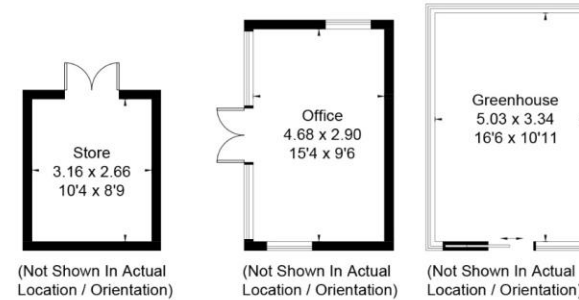 Store
3.16 x 2.66
10'4 x 8'9
(Not Shown In Actual
Location / Orientation)
Office
4.68 x 2.90
15'4 x 9'6
(Not Shown In Actual
Location / Orientation)
Greenhouse
5.03 x 3.34
16'6 x 10'11
(Not Shown In Actual
Location / Orientation)